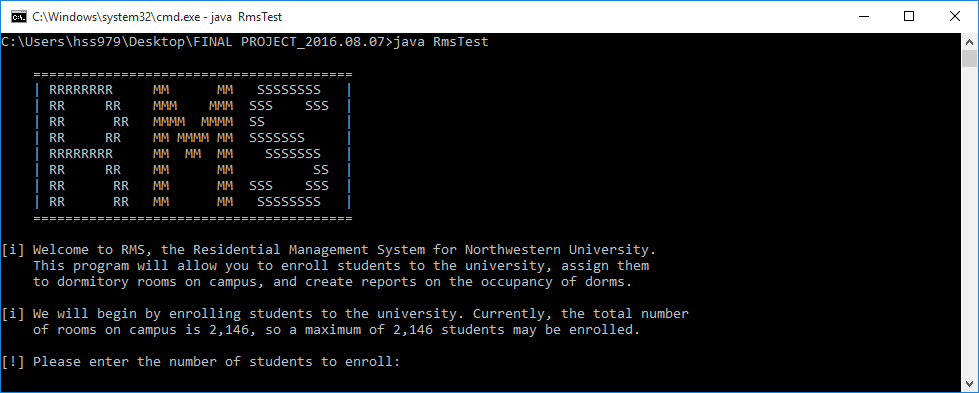 C:\Windows\system32\cmd.exe - java  RmsTest
C:\Users\hss979\Desktop\FINAL PROJECT_2016.08.07>java RmsTest
========================================
| RRRRRRRR     MM      MM   SSSSSSSS   |
| RR     RR    MMM    MMM  SSS    SSS  |
| RR      RR   MMMM  MMMM  SS          |
| RR     RR    MM MMMM MM  SSSSSSS     |
| RRRRRRRR     MM  MM  MM    SSSSSSS   |
| RR     RR    MM      MM          SS  |
| RR      RR   MM      MM  SSS    SSS  |
| RR      RR   MM      MM   SSSSSSSS   |
========================================
[i] Welcome to RMS, the Residential Management System for Northwestern University.
This program will allow you to enroll students to the university, assign them
to dormitory rooms on campus, and create reports on the occupancy of dorms.
[i] We will begin by enrolling students to the university. Currently, the total number
of rooms on campus is 2,146, so a maximum of 2,146 students may be enrolled.
[!] Please enter the number of students to enroll: